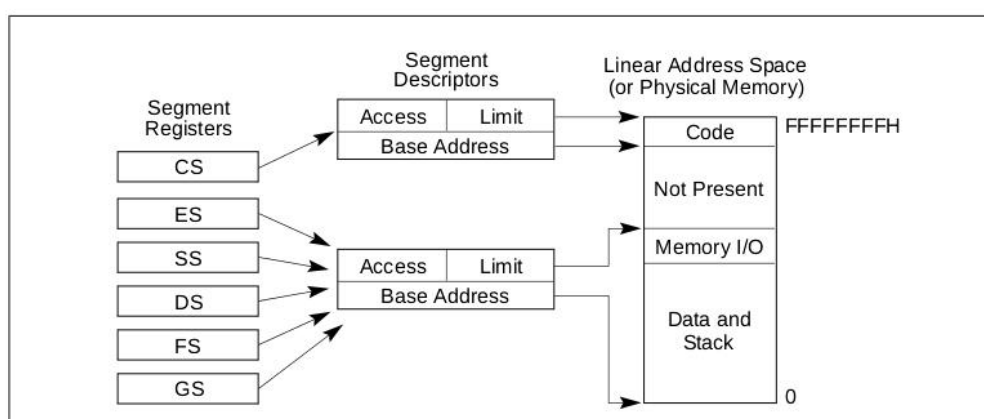 Segment
Registers
CS
ES
SS
DS
FS
GS
Segment
Descriptors
Access Limit
Base Address
Access Limit
Base Address
Linear Address Space
(or Physical Memory)
Code
FFFFFFFFH
Not Present
Memory I/O
Data and
Stack
0